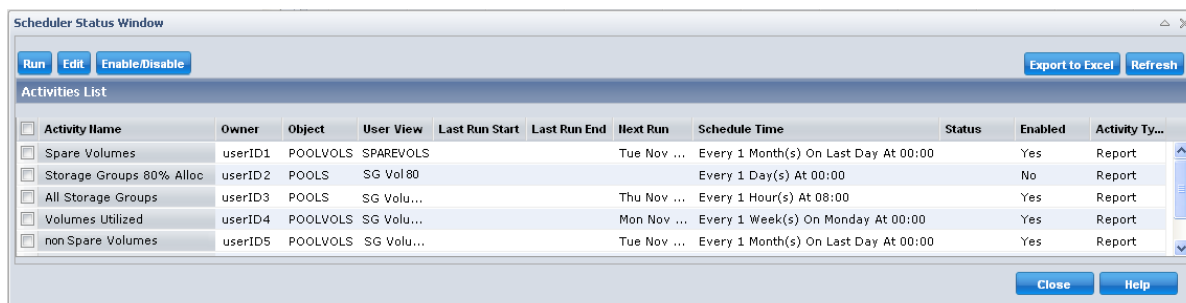 Scheduler Status Window
Run Edit Enable/Disable Export to Excel Refresh
Activities List
Activity Name Owner Object User View Last Run Start Last Run End Next Run Schedule Time Status Enabled Activity Ty...
Spare Volumes userID1 POOLVOLS SPAREVOLS Tue Nov ... Every 1 Month(s) On Last Day At 00:00 Yes Report
Storage Groups 80% Alloc userID2 POOLS SG Vol 80 Every 1 Day(s) At 00:00 No Report
All Storage Groups userID3 POOLS SG Volu... Thu Nov ... Every 1 Hour(s) At 08:00 Yes Report
Volumes Utilized userID4 POOLVOLS SG Volu... Mon Nov ... Every 1 Week(s) On Monday At 00:00 Yes Report
non Spare Volumes userID5 POOLVOLS SG Volu... Tue Nov ... Every 1 Month(s) On Last Day At 00:00 Yes Report
Close Help